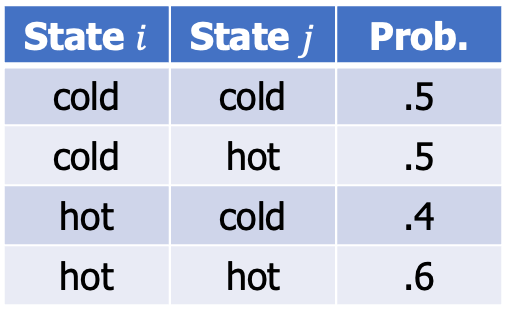 State i State j Prob.
cold cold .5
cold hot .5
hot cold .4
hot hot .6